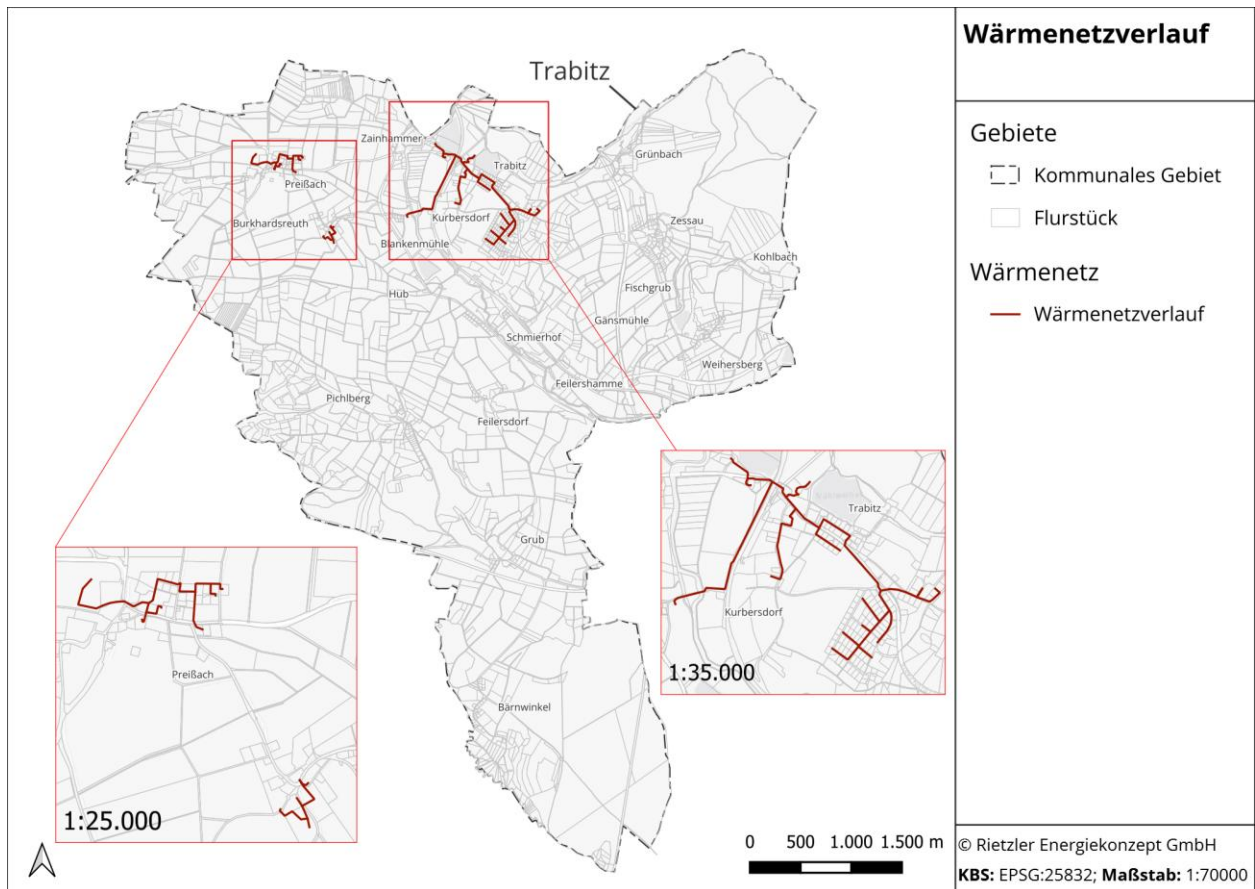 Wärmenetzverlauf
Gebiete
Kommunales Gebiet
Flurstück
Wärmenetz
Wärmenetzverlauf
Trabitz
Zainhammer
Trabitz
Grünbach
Preißach
Burkhardsreuth
Kurbersdorf
Zessau
Blankenmühle
Kohlbach
Hüb
Fischgrub
Gänsmühle
Schmierhof
Weihersberg
Feilershamme
Pichlberg
Feilersdorf
Grub
Bärnwinkel
Trabitz
Kurbersdorf
1:35.000
Preißach
1:25.000
0 500 1.000 1.500 m
© Rietzler Energiekonzept GmbH
KBS: EPSG:25832; Maßstab: 1:70000